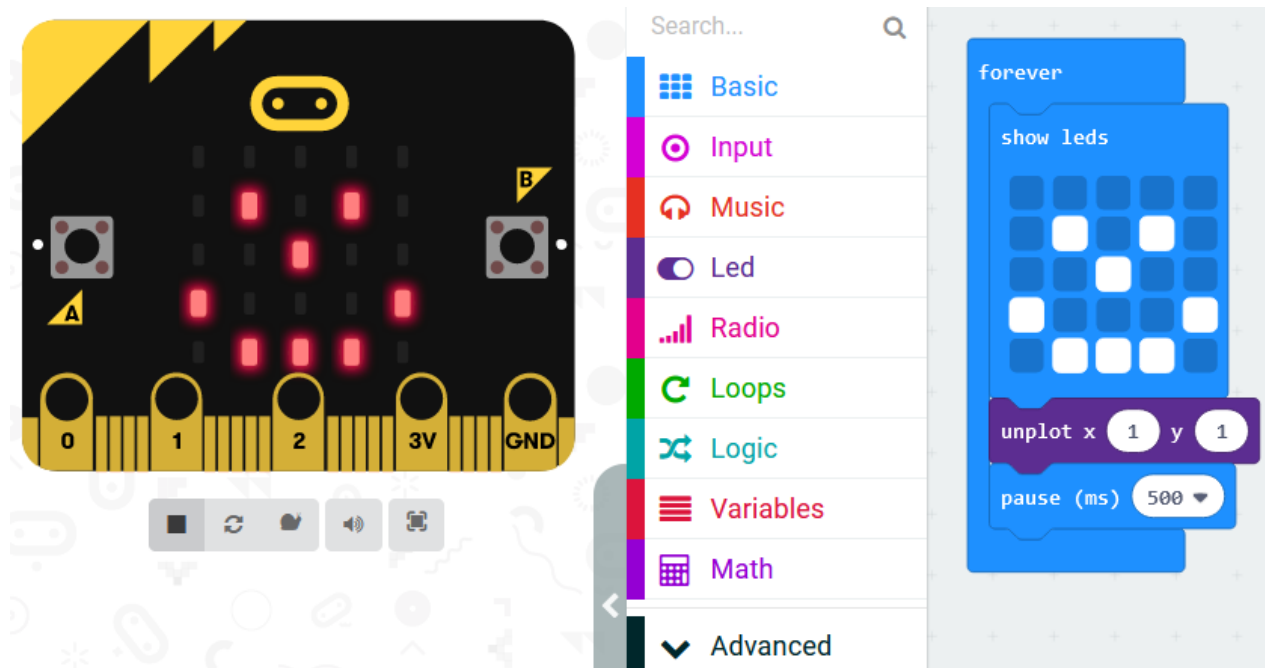 B
A
0 1 2 3V GND
Search...
Basic
Input
Music
Led
Radio
Loops
Logic
Variables
Math
Advanced
forever
show leds
unplot x 1 y 1
pause (ms) 500